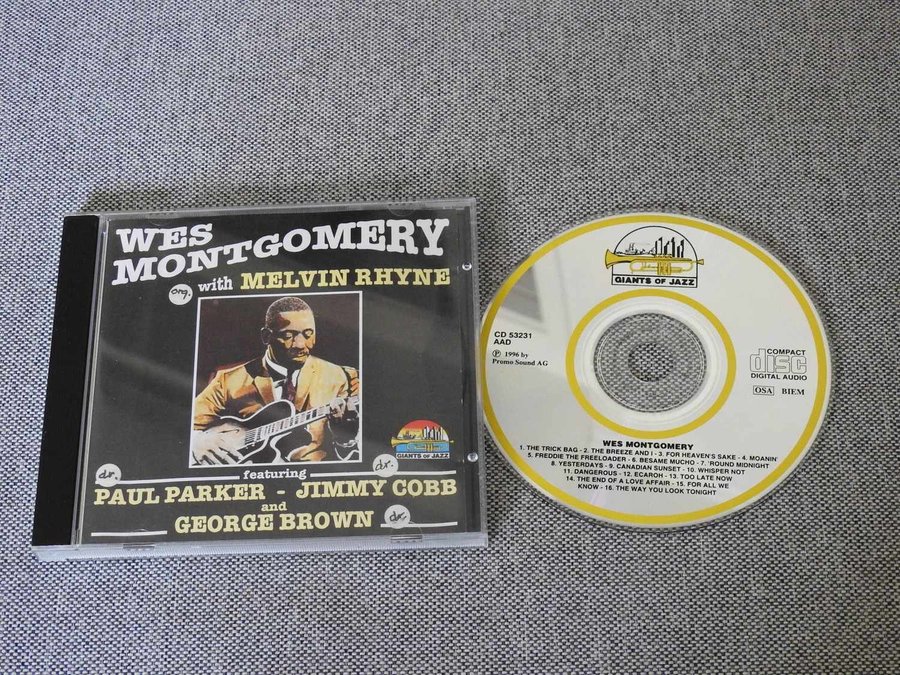 WES
MONTGOMERY
org. with MELVIN RHYNE
GIANTS OF JAZZ
featuring
dr. dr.
PAUL PARKER - JIMMY COBB
and
GEORGE BROWN dr.
GIANTS OF JAZZ
CD 53231
AAD
Ⓟ 1996 by
Promo Sound AG
COMPACT
disc
DIGITAL AUDIO
OSA BIEM
WES MONTGOMERY
1. THE TRICK BAG - 2. THE BREEZE AND I - 3. FOR HEAVEN'S SAKE - 4. MOANIN'
5. FREDDIE THE FREELOADER - 6. BESAME MUCHO - 7. 'ROUND MIDNIGHT
8. YESTERDAYS - 9. CANADIAN SUNSET - 10. WHISPER NOT
11. DANGEROUS - 12. ECAROH - 13. TOO LATE NOW
14. THE END OF A LOVE AFFAIR - 15. FOR ALL WE
KNOW - 16. THE WAY YOU LOOK TONIGHT